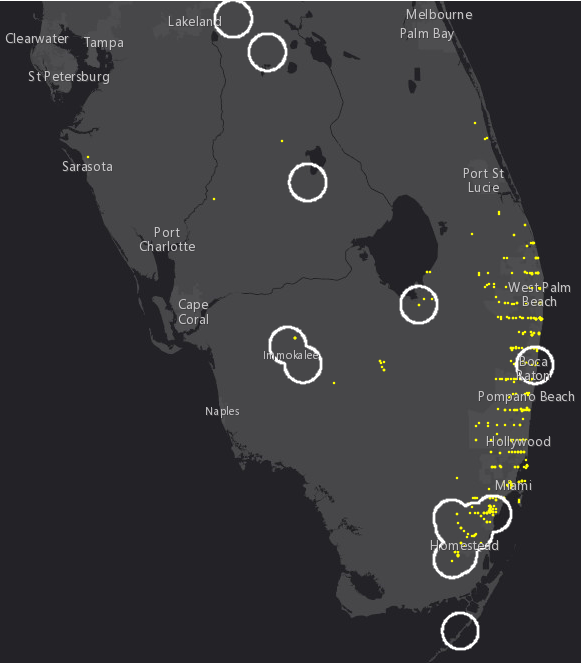 Melbourne
Lakeland
Palm Bay
Clearwater
Tampa
St Petersburg
Sarasota
Port St
Lucie
Port
Charlotte
West Palm
Beach
Cape
Coral
Immokalee
Boca
Raton
Pompano Beach
Naples
Hollywood
Miami
Homestead